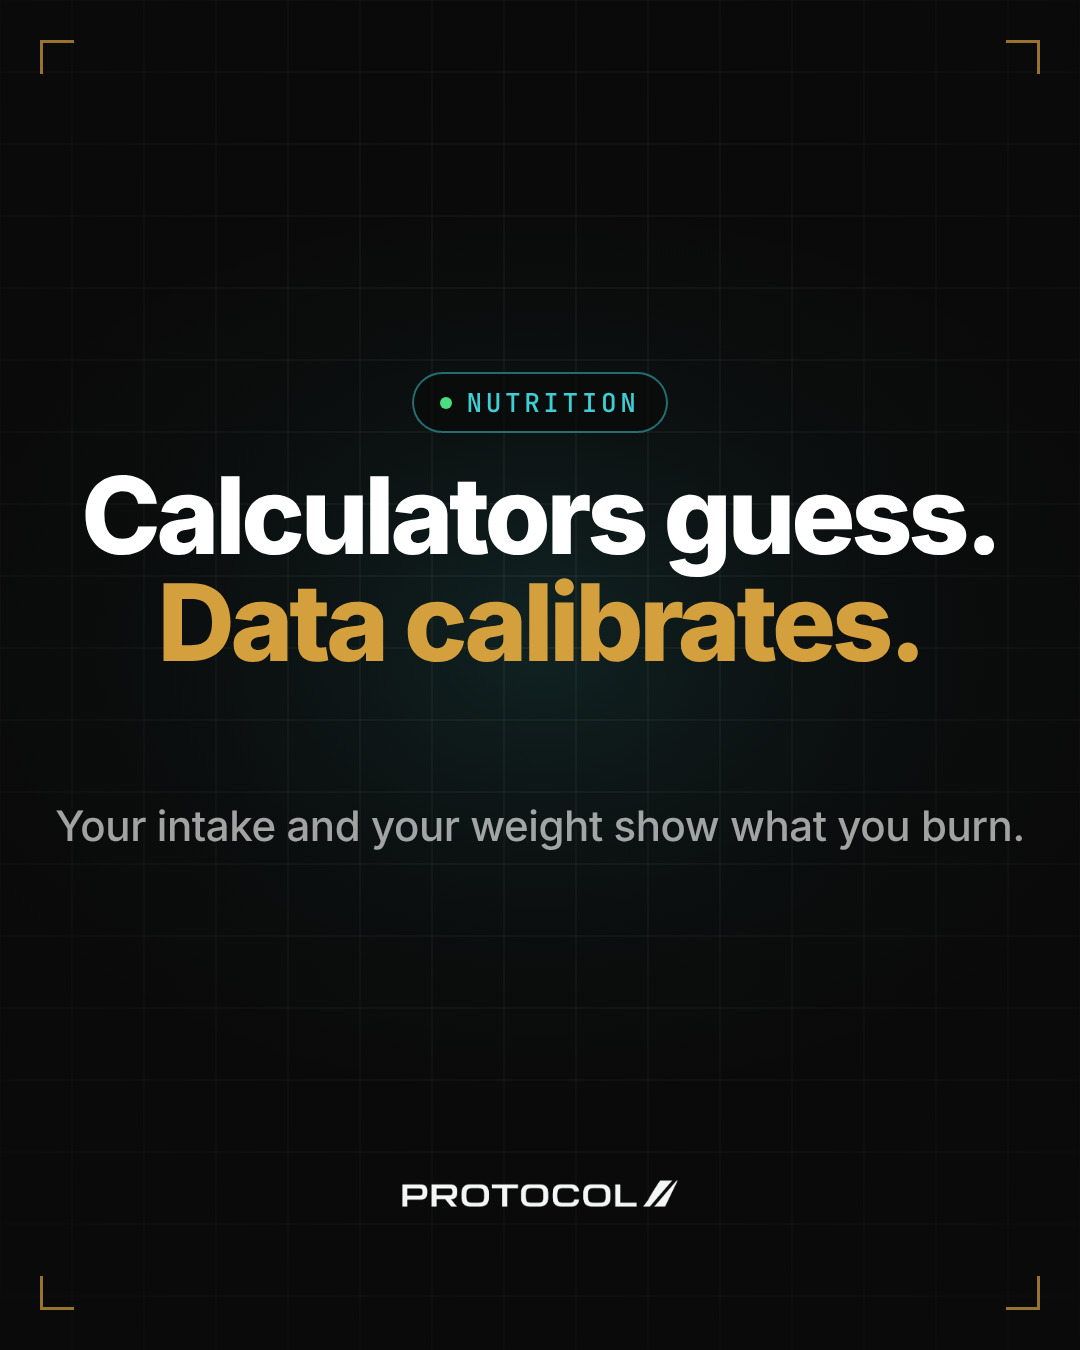 NUTRITION
Calculators guess.
Data calibrates.
Your intake and your weight show what you burn.
PROTOCOL